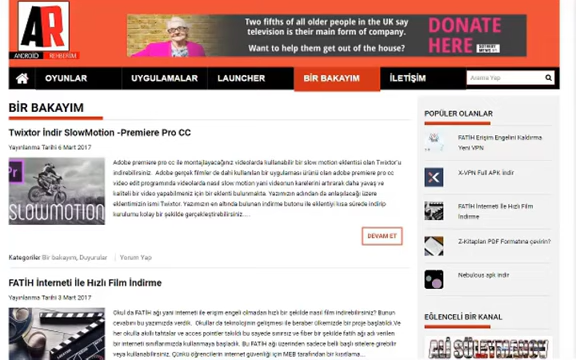 AR
ANDROİD REHBERİM
Two fifths of all older people in the UK say
television is their main form of company.
Want to help them get out of the house?
DONATE
HERE
OYUNLAR
UYGULAMALAR
LAUNCHER
BİR BAKAYIM
İLETİŞİM
Arama Yap
BİR BAKAYIM
Twixtor İndir SlowMotion -Premiere Pro CC
Yayınlanma Tarihi 6 Mart 2017
Pr
SLOWMOTION
Adobe premiere pro cc ile montajlayacağınız videolarda kullanabilir bir slow motion eksentisi olan Twixtor'u
indirebilirsiniz. Adobe gerçek filmler de dahi kullanılan bir uygulaması ürünü olan adobe premiere pro cc
video edit programında videolarda nasıl slow motion yani videonun karelerini artırarak daha yavaş ve
kaliteli bir video yapabilmeniz için bir eklenti bulunmakta. Yazımızın adından da anlaşılacağı üzere
eklentimizin ismi Twixtor. Yazımızın en altında bulunan indirme butonu ile eklentiyi kısa sürede indirip
kurulumu kolay bir şekilde gerçekleştirebilirsiniz....
DEVAM ET
Kategoriler Bir bakayım, Duyurular | Yorum Yap
FATİH İnterneti İle Hızlı Film İndirme
Yayınlanma Tarihi 3 Mart 2017
Okul da FATİH ağı yani internete ile erişim engeli olmadan hızlı bir şekilde nasıl film indirebilirsiniz? Bunun
cevabını bu yazımızda verdik. Okullar da teknolojinin gelişmesi ile beraber ülkemizde bir proje başlatıldı.Ve
her okula akıllı tahtalar ve access pointler takıldı bu sayede sınırsız ve fiber bir şekilde fatih ağı adı verilen
bir internet sınıflarımızda kullanmaya başladık. Bu FATİH ağı üzerinden sadece belli başlı sitelere girebilir
veya kullanabilirsiniz. Çünkü öğrencilerin internet güvenliği için MEB tarafından bir kısıtlama...
POPÜLER OLANLAR
FATİH Erişim Engelini Kaldırma
Yeni VPN
X-VPN Full APK indir
FATİH İnterneti İle Hızlı Film
İndirme
Z-Kitapları PDF Formatına çevirin?
Nebulous apk indir
EĞLENCELİ BİR KANAL